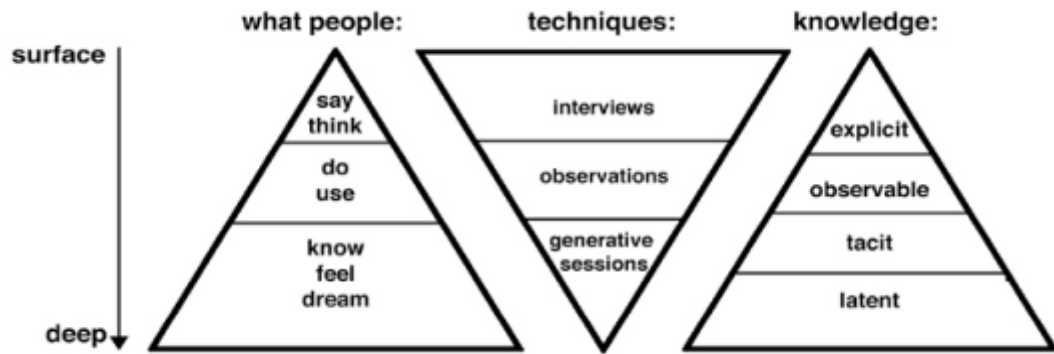 what people:
techniques:
knowledge:
surface
say
think
do
use
know
feel
dream
deep
interviews
observations
generative
sessions
explicit
observable
tacit
latent